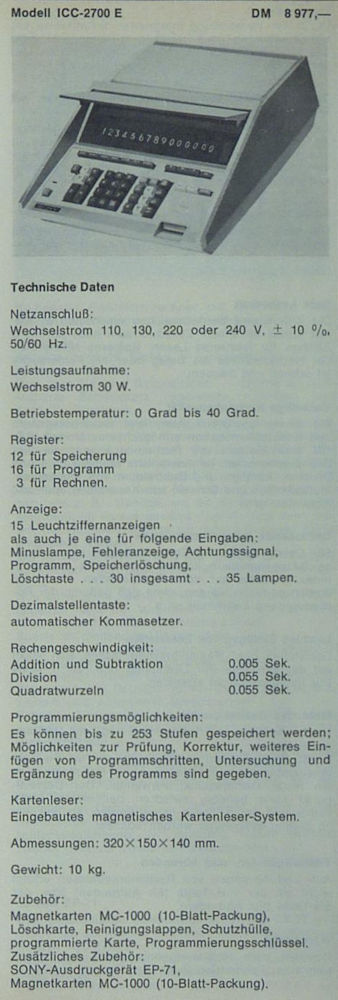 Modell ICC-2700 E DM 8 977,—
123456789000000
Technische Daten
Netzanschluß:
Wechselstrom 110, 130, 220 oder 240 V, ± 10 %,
50/60 Hz.
Leistungsaufnahme:
Wechselstrom 30 W.
Betriebstemperatur: 0 Grad bis 40 Grad.
Register:
12 für Speicherung
16 für Programm
3 für Rechnen.
Anzeige:
15 Leuchtziffernanzeigen
als auch je eine für folgende Eingaben:
Minuslampe, Fehleranzeige, Achtungssignal,
Programm, Speicherlöschung,
Löschtaste . . . 30 insgesamt . . . 35 Lampen.
Dezimalstellentaste:
automatischer Kommasetzer.
Rechengeschwindigkeit:
Addition und Subtraktion 0.005 Sek.
Division 0.055 Sek.
Quadratwurzeln 0.055 Sek.
Programmierungsmöglichkeiten:
Es können bis zu 253 Stufen gespeichert werden;
Möglichkeiten zur Prüfung, Korrektur, weiteres Ein-
fügen von Programmschritten, Untersuchung und
Ergänzung des Programms sind gegeben.
Kartenleser:
Eingebautes magnetisches Kartenleser-System.
Abmessungen: 320×150×140 mm.
Gewicht: 10 kg.
Zubehör:
Magnetkarten MC-1000 (10-Blatt-Packung),
Löschkarte, Reinigungslappen, Schutzhülle,
programmierte Karte, Programmierungsschlüssel.
Zusätzliches Zubehör:
SONY-Ausdruckgerät EP-71,
Magnetkarten MC-1000 (10-Blatt-Packung).